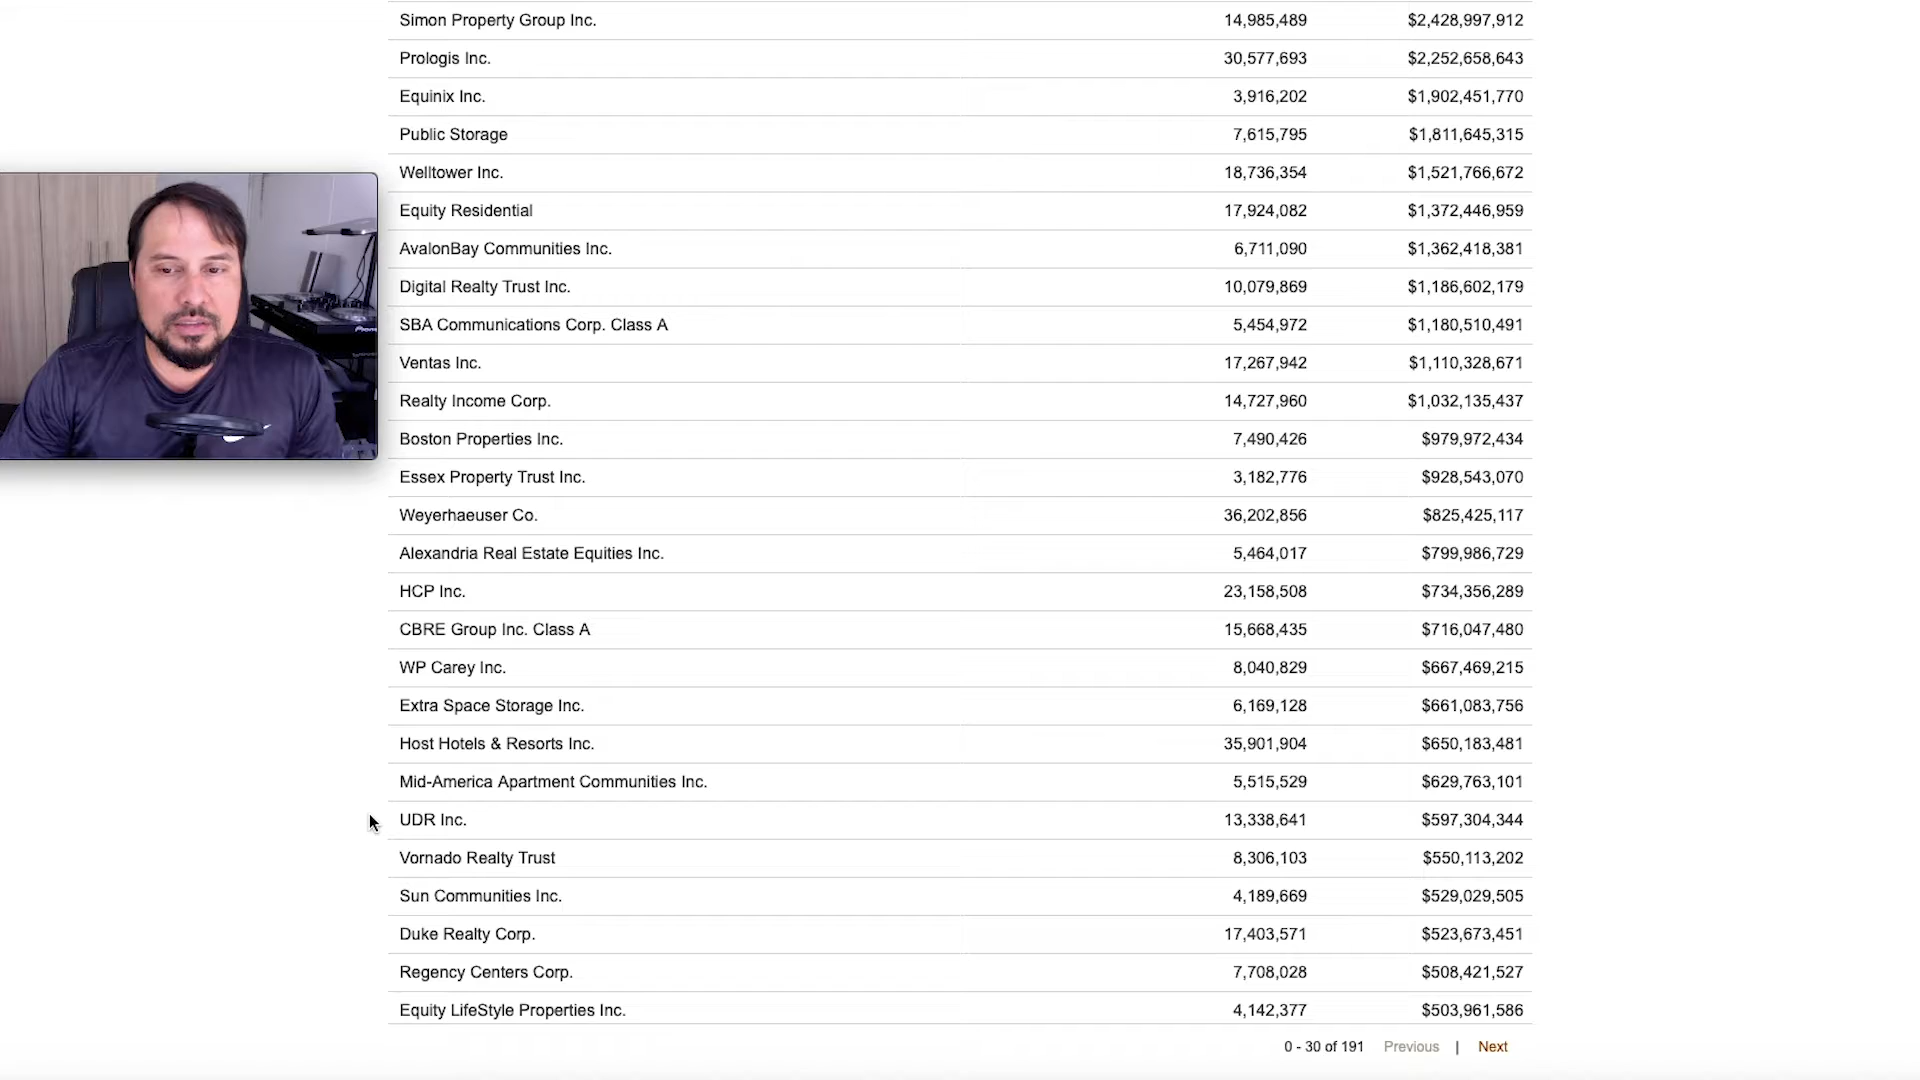 Simon Property Group Inc. 14,985,489 $2,428,997,912
Prologis Inc. 30,577,693 $2,252,658,643
Equinix Inc. 3,916,202 $1,902,451,770
Public Storage 7,615,795 $1,811,645,315
Welltower Inc. 18,736,354 $1,521,766,672
Equity Residential 17,924,082 $1,372,446,959
AvalonBay Communities Inc. 6,711,090 $1,362,418,381
Digital Realty Trust Inc. 10,079,869 $1,186,602,179
SBA Communications Corp. Class A 5,454,972 $1,180,510,491
Ventas Inc. 17,267,942 $1,110,328,671
Realty Income Corp. 14,727,960 $1,032,135,437
Boston Properties Inc. 7,490,426 $979,972,434
Essex Property Trust Inc. 3,182,776 $928,543,070
Weyerhaeuser Co. 36,202,856 $825,425,117
Alexandria Real Estate Equities Inc. 5,464,017 $799,986,729
HCP Inc. 23,158,508 $734,356,289
CBRE Group Inc. Class A 15,668,435 $716,047,480
WP Carey Inc. 8,040,829 $667,469,215
Extra Space Storage Inc. 6,169,128 $661,083,756
Host Hotels & Resorts Inc. 35,901,904 $650,183,481
Mid-America Apartment Communities Inc. 5,515,529 $629,763,101
UDR Inc. 13,338,641 $597,304,344
Vornado Realty Trust 8,306,103 $550,113,202
Sun Communities Inc. 4,189,669 $529,029,505
Duke Realty Corp. 17,403,571 $523,673,451
Regency Centers Corp. 7,708,028 $508,421,527
Equity LifeStyle Properties Inc. 4,142,377 $503,961,586
0 - 30 of 191 Previous | Next